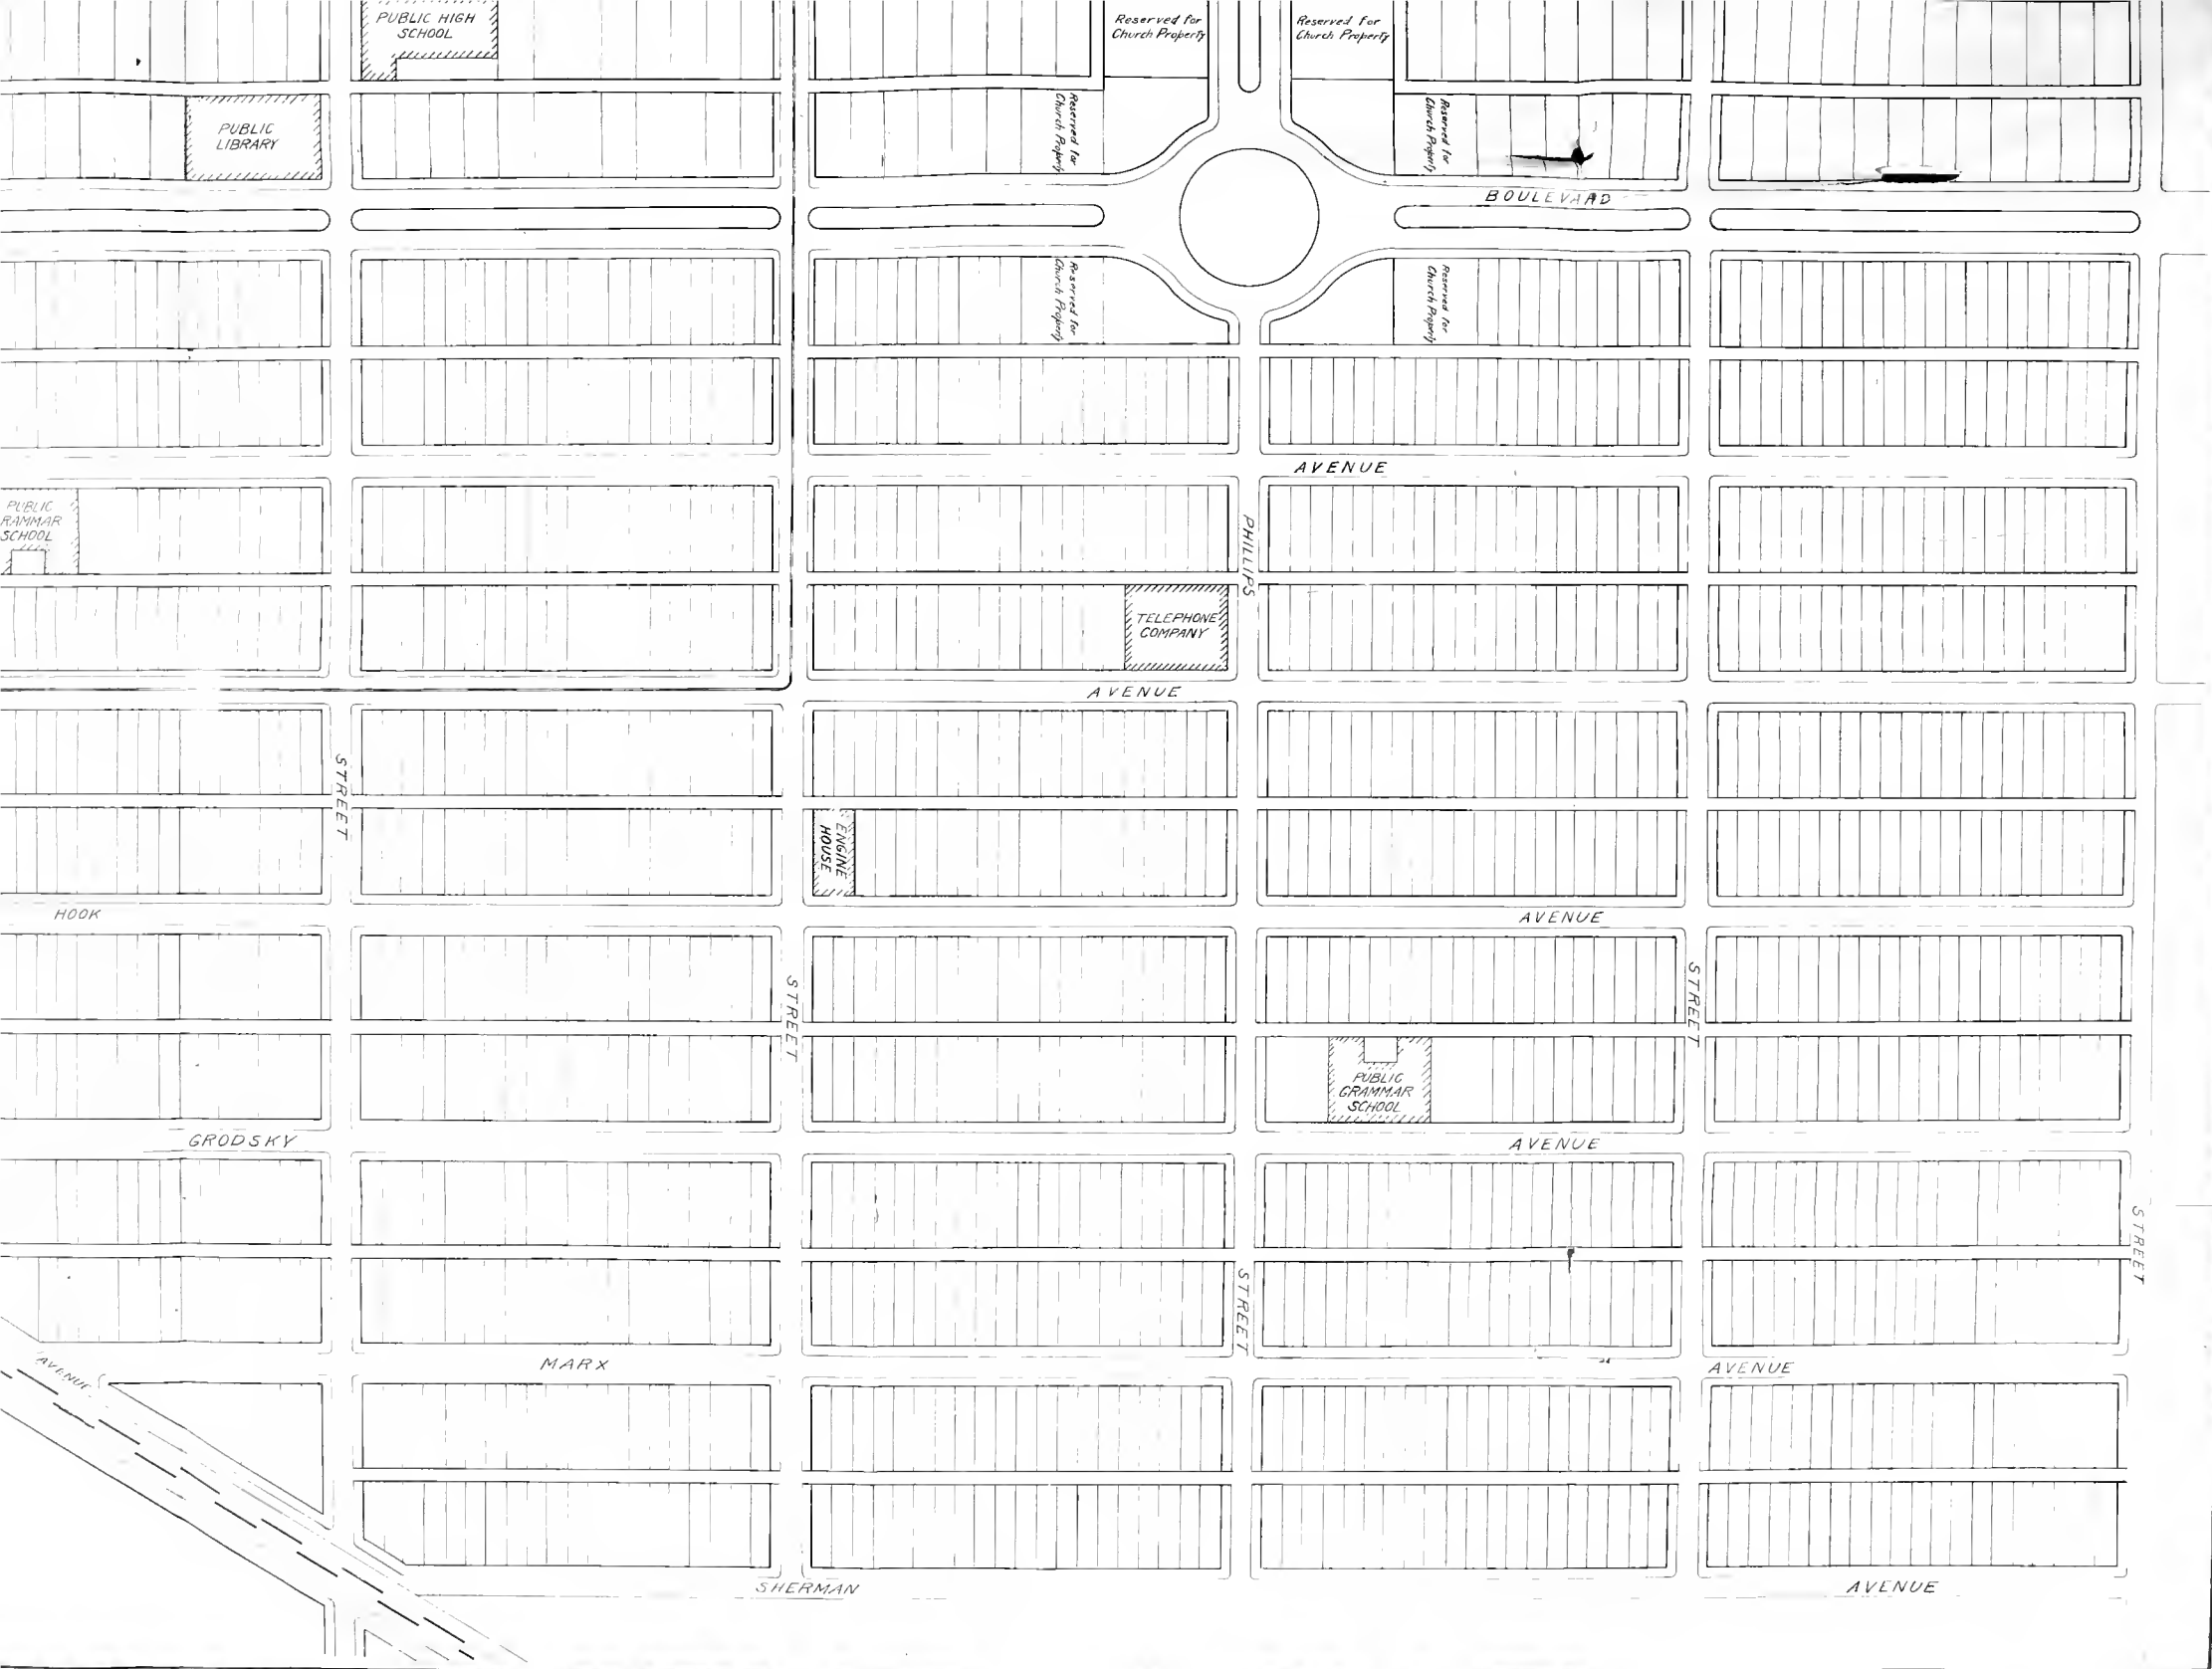 PUBLIC HIGH
SCHOOL
Reserved for
Church Property
Reserved for
Church Property
PUBLIC
LIBRARY
Reserved for
Church Property
Reserved for
Church Property
BOULEVARD
Reserved for
Church Property
Reserved for
Church Property
AVENUE
PUBLIC
RAMMAR
SCHOOL
PHILLIPS
TELEPHONE
COMPANY
AVENUE
STREET
ENGINE
HOUSE
HOOK
AVENUE
STREET
STREET
PUBLIC
GRAMMAR
SCHOOL
GRODSKY
AVENUE
STREET
STREET
AVENUE
MARX
AVENUE
SHERMAN
AVENUE